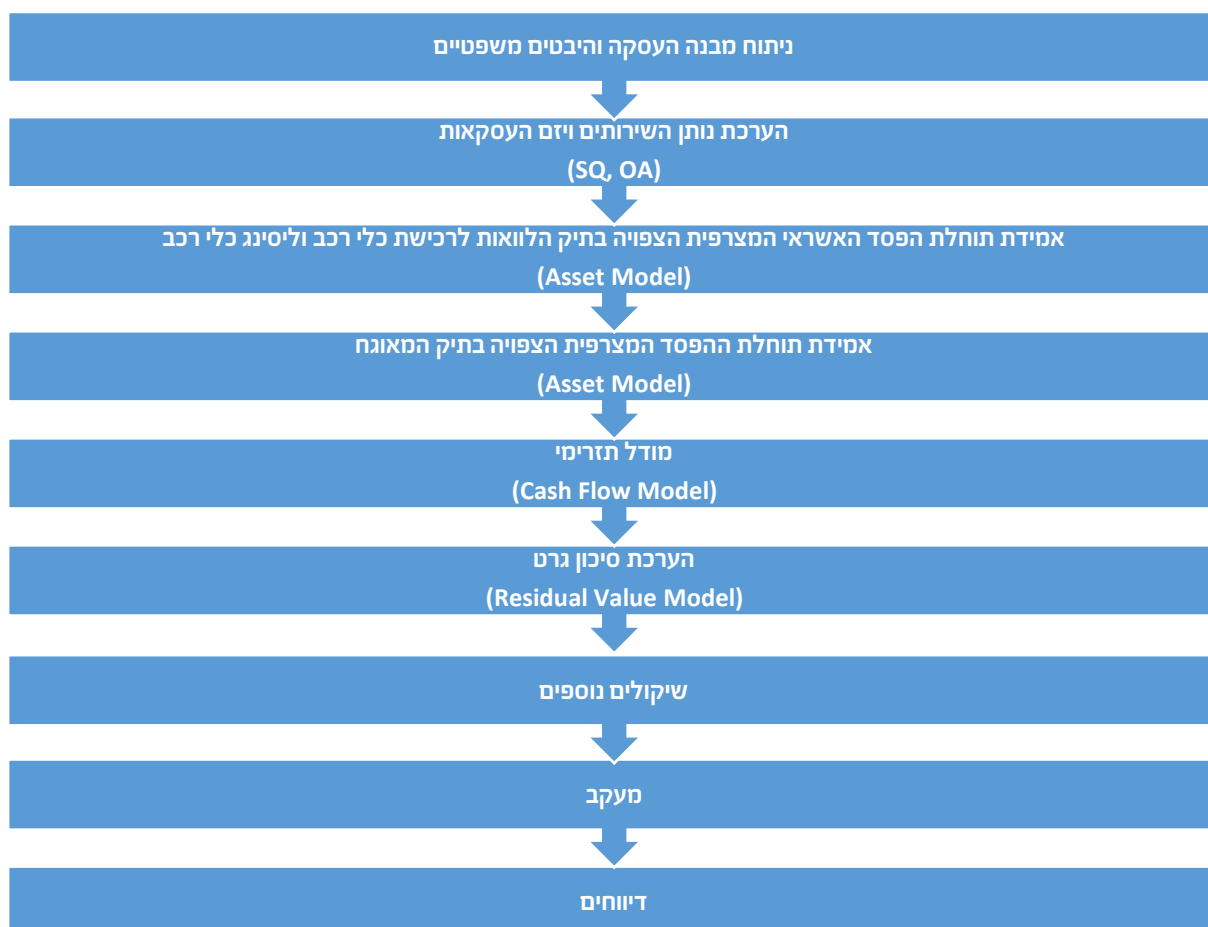 ניתוח מבנה העסקה והיבטים משפטיים
הערכת נותן השירותים ויזם העסקאות
(SQ, OA)
אמידת תוחלת הפסד האשראי המצרפית הצפויה בתיק הלוואות לרכישת כלי רכב וליסינג כלי רכב
(Asset Model)
אמידת תוחלת ההפסד המצרפית הצפויה בתיק המאוגח
(Asset Model)
מודל תזרימי
(Cash Flow Model)
הערכת סיכון גרט
(Residual Value Model)
שיקולים נוספים
מעקב
דיווחים